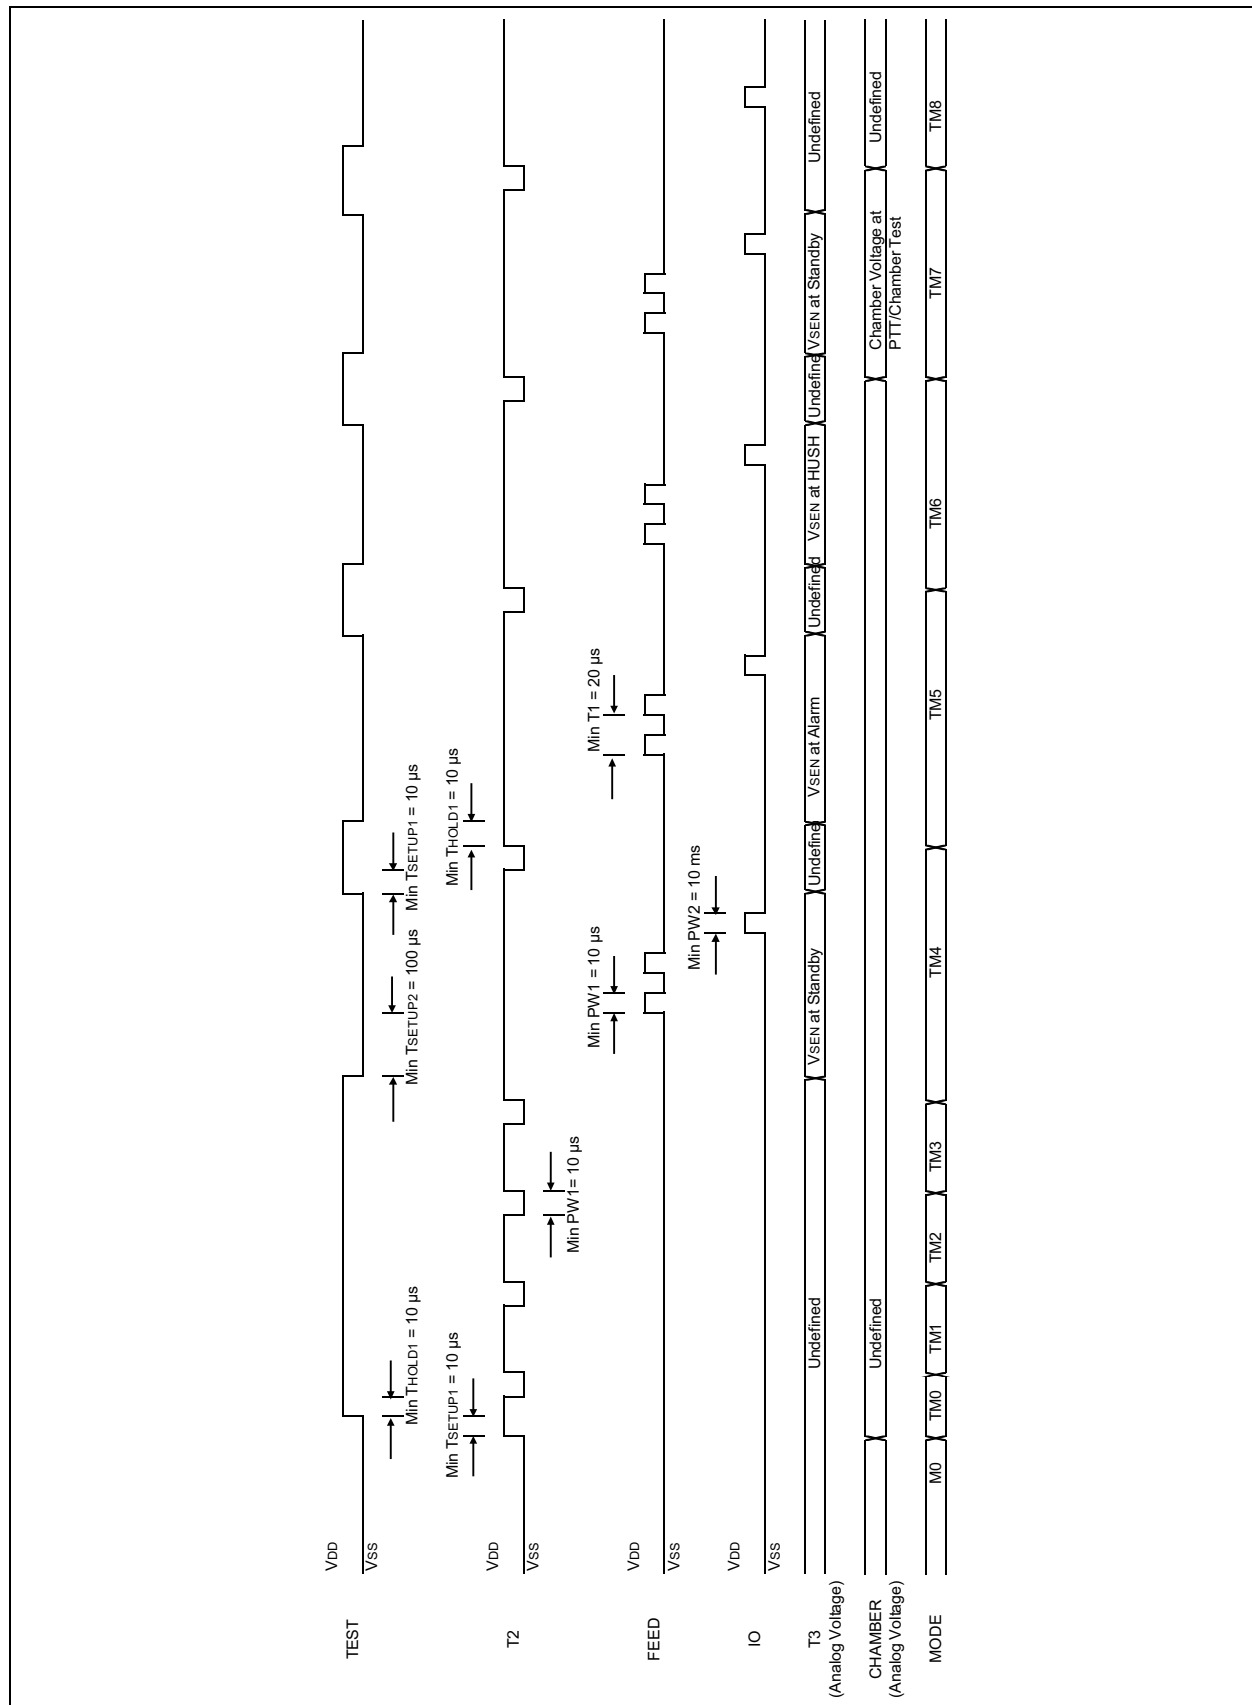 TEST
VDD
VSS
Min THOLD1 = 10 µs
Min TSETUP2 = 100 µs
Min TSETUP1 = 10 µs
T2
VDD
VSS
Min TSETUP1 = 10 µs
Min PW1= 10 µs
Min THOLD1 = 10 µs
FEED
VDD
VSS
Min PW1 = 10 µs
Min T1 = 20 µs
IO
VDD
VSS
Min PW2 = 10 ms
T3
(Analog Voltage)
Undefined
VSEN at Standby
Undefined
VSEN at Alarm
Undefined
VSEN at HUSH
Undefined
VSEN at Standby
Undefined
CHAMBER
(Analog Voltage)
Undefined
Chamber Voltage at
PTT/Chamber Test
Undefined
MODE
M0
TM0
TM1
TM2
TM3
TM4
TM5
TM6
TM7
TM8